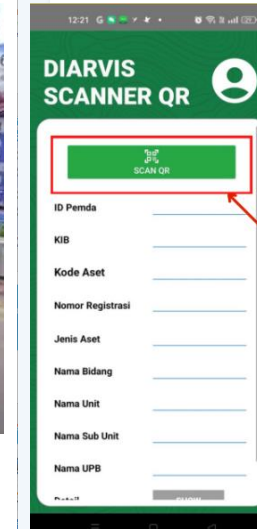 12:21 G
DIARVIS
SCANNER QR
SCAN QR
ID Pemda
KIB
Kode Aset
Nomor Registrasi
Jenis Aset
Nama Bidang
Nama Unit
Nama Sub Unit
Nama UPB